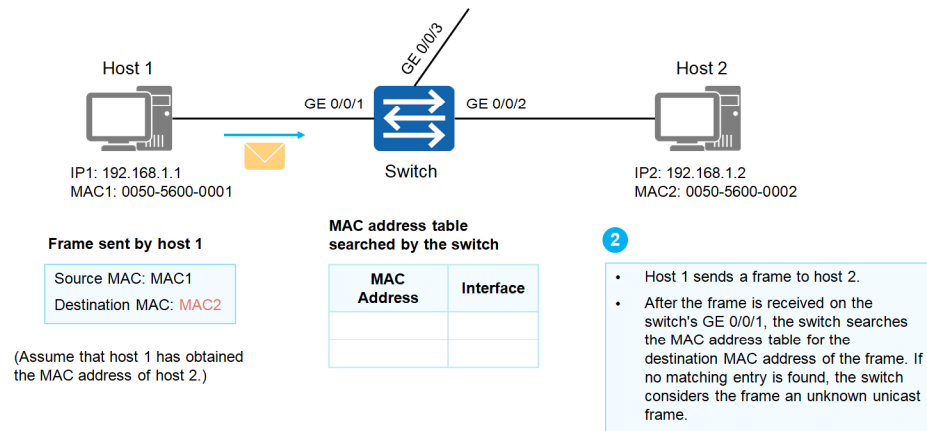 GE 0/0/3
Host 1
Host 2
GE 0/0/1
GE 0/0/2
IP1: 192.168.1.1
MAC1: 0050-5600-0001
Switch
IP2: 192.168.1.2
MAC2: 0050-5600-0002
Frame sent by host 1
Source MAC: MAC1
Destination MAC: MAC2
(Assume that host 1 has obtained
the MAC address of host 2.)
MAC address table
searched by the switch
MAC
Address
Interface
2
• Host 1 sends a frame to host 2.
• After the frame is received on the
switch's GE 0/0/1, the switch searches
the MAC address table for the
destination MAC address of the frame. If
no matching entry is found, the switch
considers the frame an unknown unicast
frame.